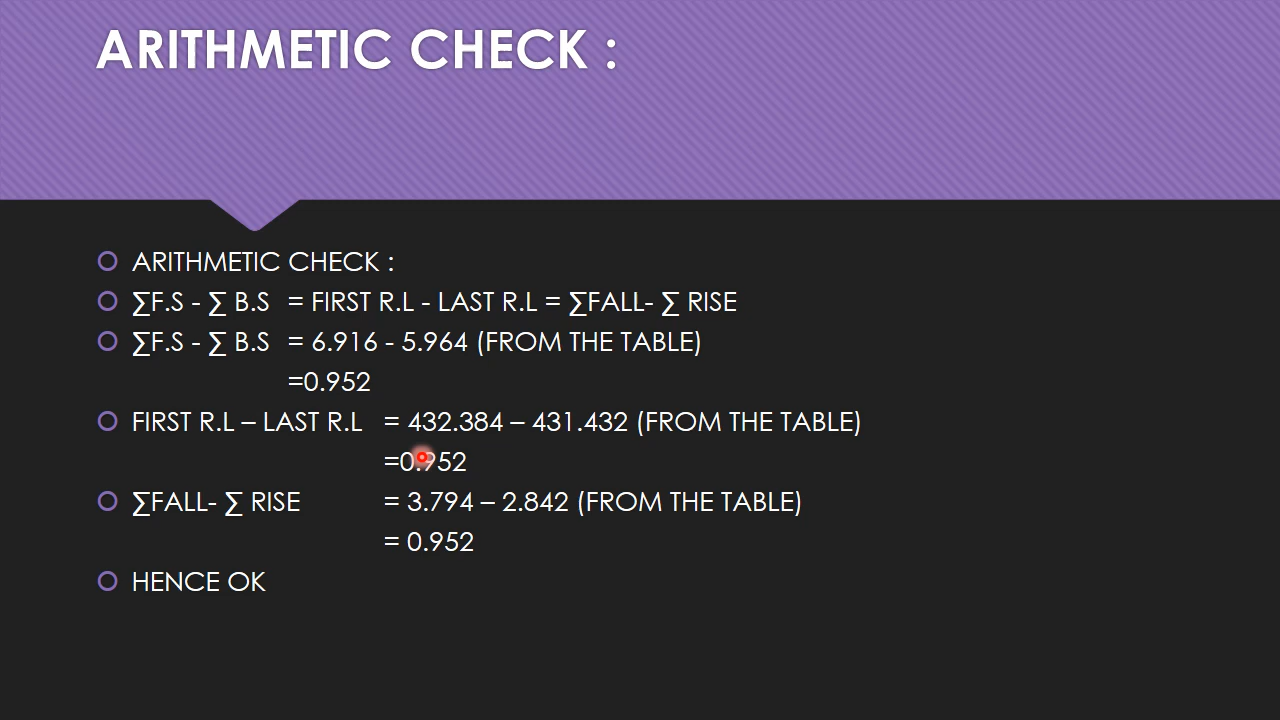 ARITHMETIC CHECK :
ARITHMETIC CHECK :
∑F.S - ∑ B.S = FIRST R.L - LAST R.L = ∑FALL- ∑ RISE
∑F.S - ∑ B.S = 6.916 - 5.964 (FROM THE TABLE)
=0.952
FIRST R.L – LAST R.L = 432.384 – 431.432 (FROM THE TABLE)
=0.952
∑FALL- ∑ RISE = 3.794 – 2.842 (FROM THE TABLE)
= 0.952
HENCE OK